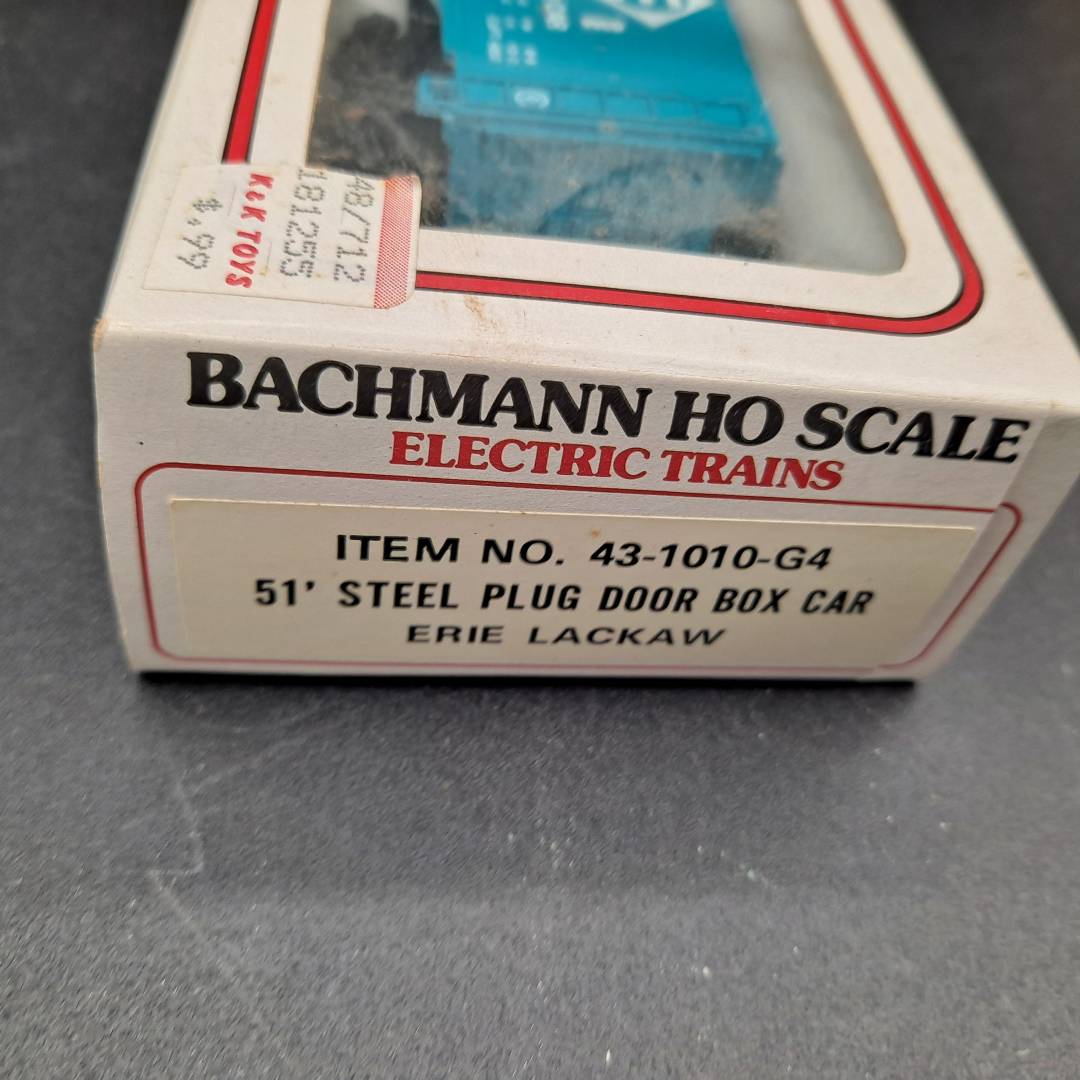 48/712
181255
K&K TOYS
$.99
BACHMANN HO SCALE
ELECTRIC TRAINS
ITEM NO. 43-1010-G4
51' STEEL PLUG DOOR BOX CAR
ERIE LACKAW